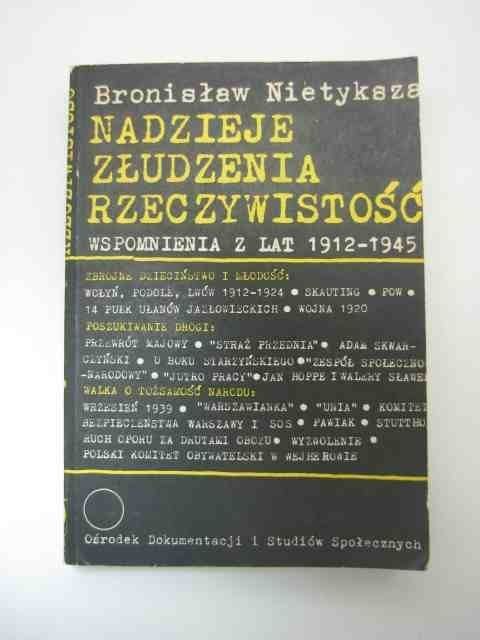 Bronisław Nietyksza
NADZIEJE
ZŁUDZENIA
RZECZYWISTOŚĆ
WSPOMNIENIA Z LAT 1912-1945
ZBROJNE DZIECIŃSTWO I MŁODOŚĆ:
WOŁYŃ, PODOLE, LWÓW 1912-1924 ● SKAUTING ● POW ●
14 PUŁK UŁANÓW JAZŁOWIECKICH ● WOJNA 1920
POSZUKIWANIE DROGI:
PRZEWRÓT MAJOWY ● "STRAŻ PRZEDNIA" ● ADAM SKWAR-
CZYŃSKI ● U BOKU STARZYŃSKIEGO ● "ZESPÓŁ SPOŁECZNO
-NARODOWY" ● "JUTRO PRACY" ● JAN HOPPE I WALERY SŁAWE
WALKA O TOŻSAMOŚĆ NARODU:
WRZESIEŃ 1939 ● "WARSZAWIANKA" ● "UNIA" ● KOMITET
BEZPIECZEŃSTWA WARSZAWY I SOS ● PAWIAK ● STUTTHO
RUCH OPORU ZA DRUTAMI OBOZU ● WYZWOLENIE ●
POLSKI KOMITET OBYWATELSKI W WEJHEROWIE
Ośrodek Dokumentacji i Studiów Społecznych
RZECZYWISTOŚĆ